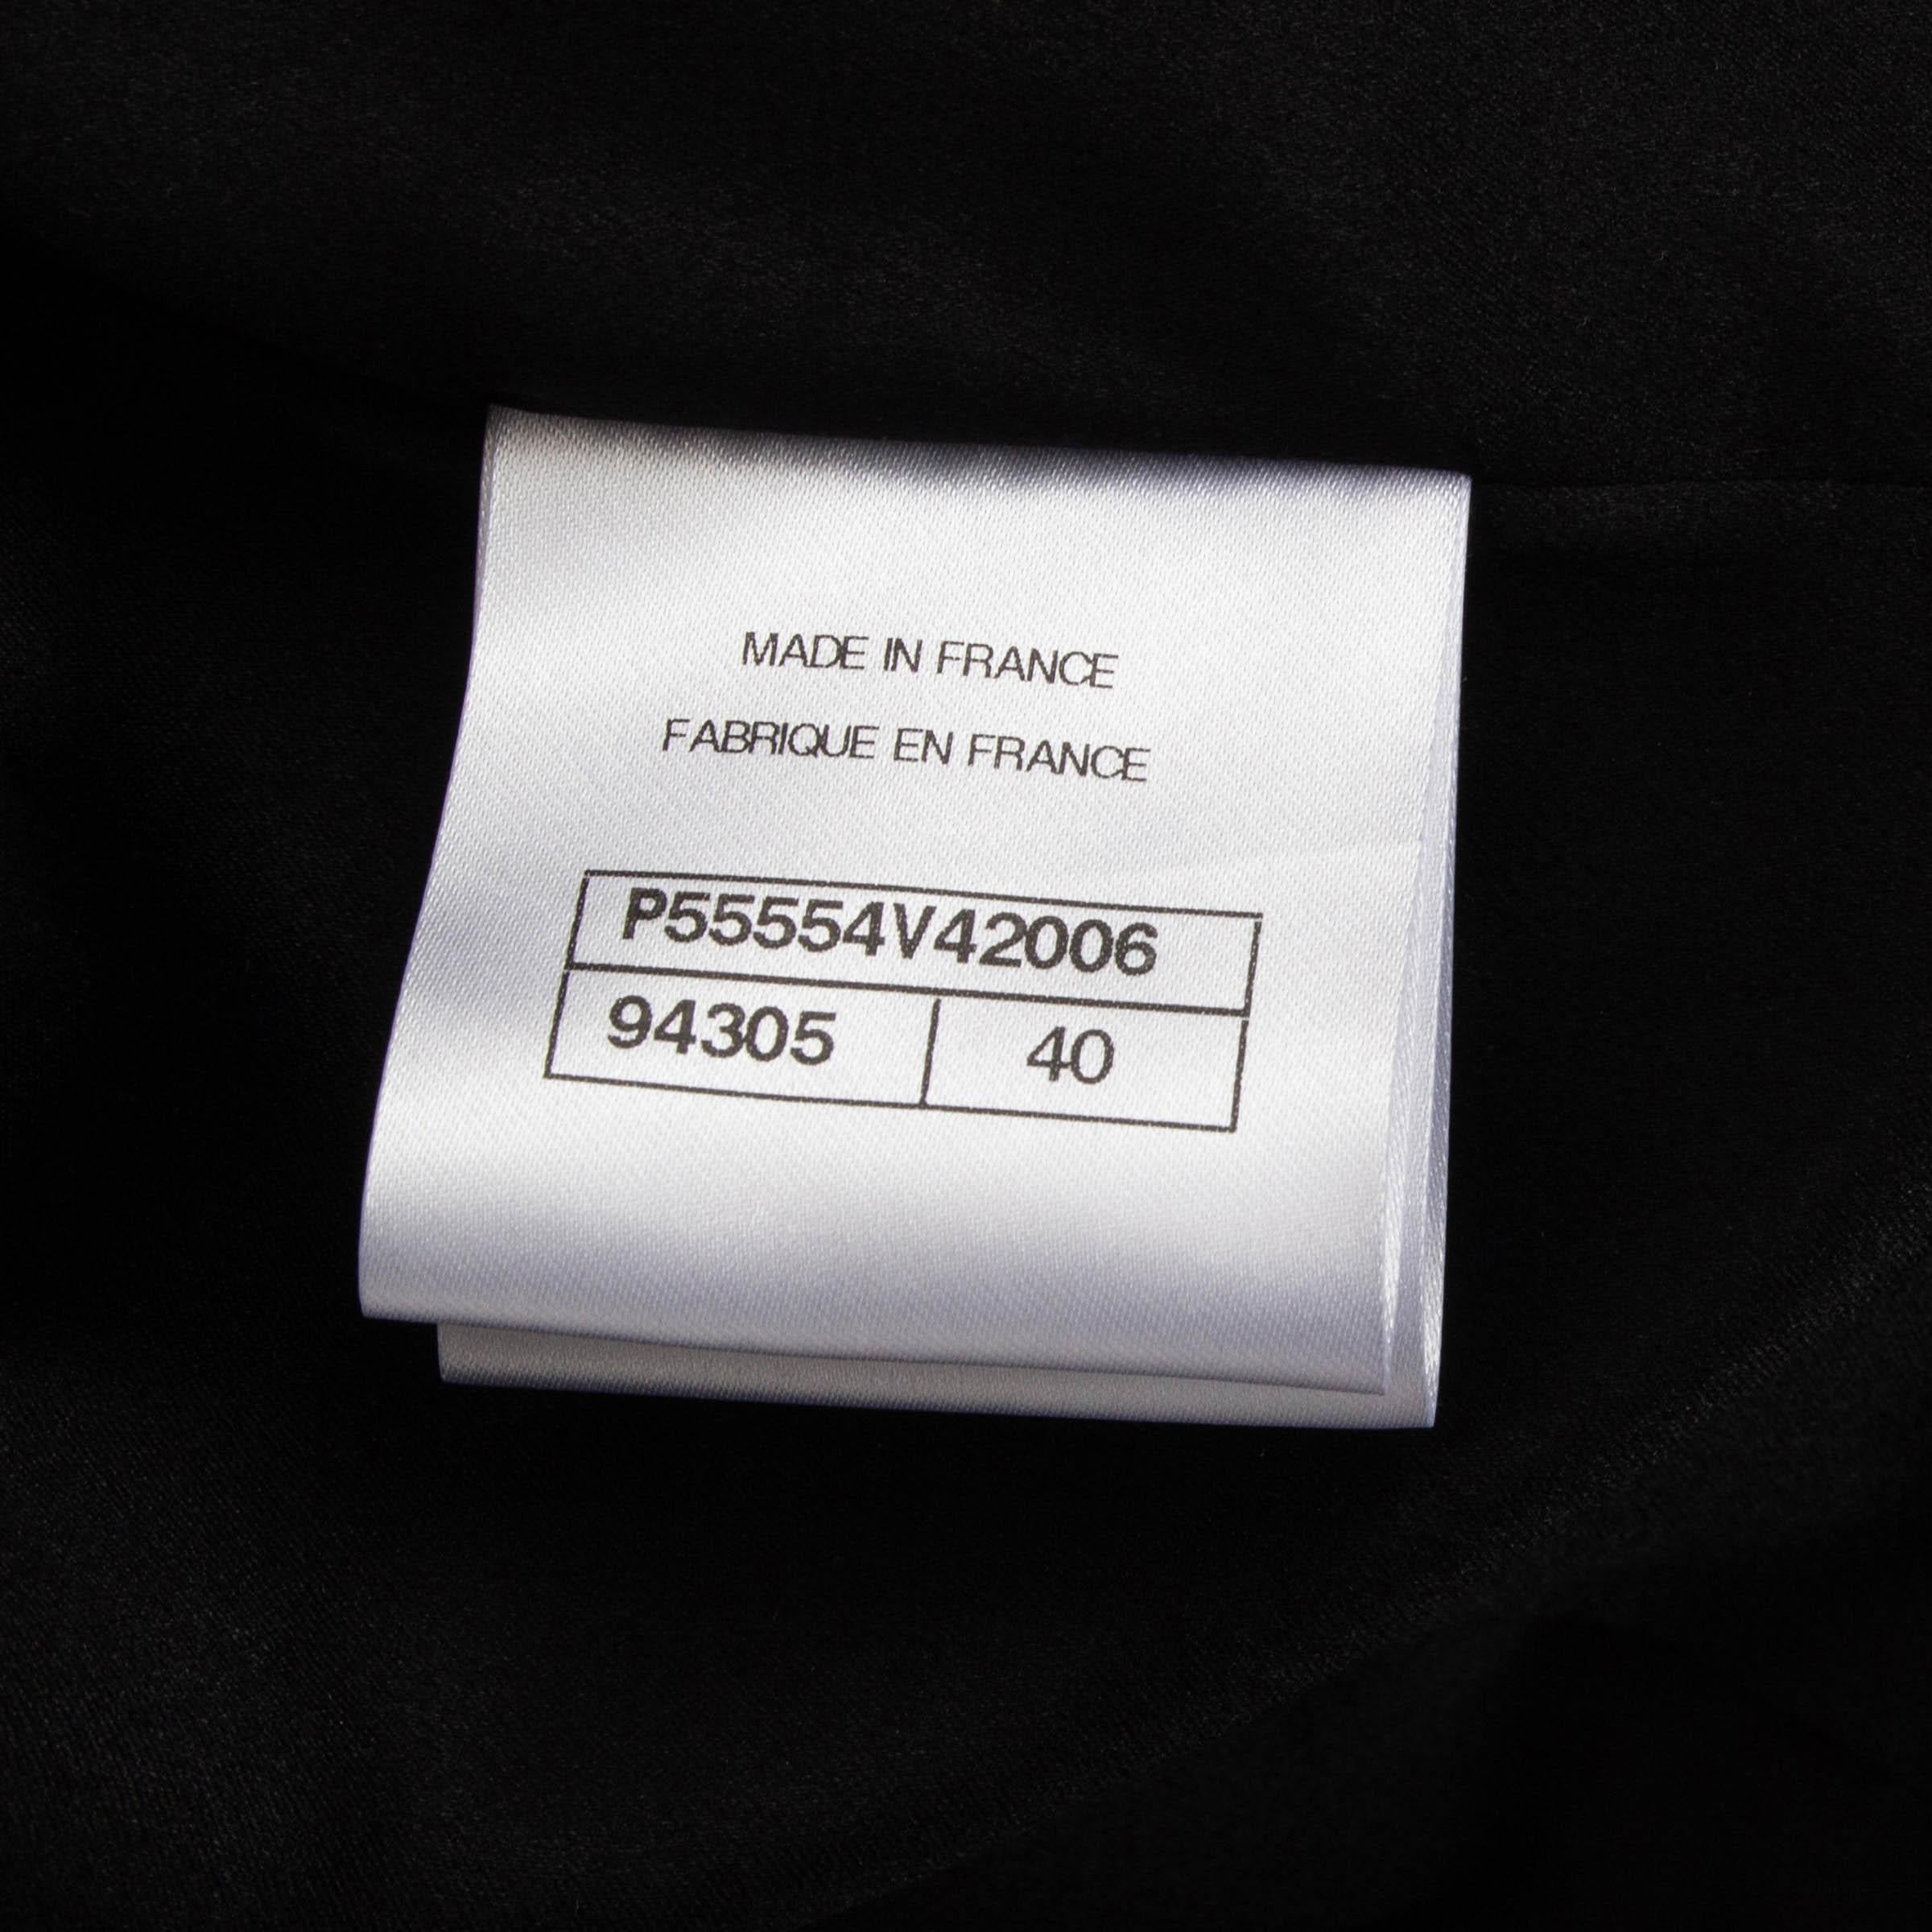 MADE IN FRANCE
FABRIQUE EN FRANCE
P55554V42006
94305 40